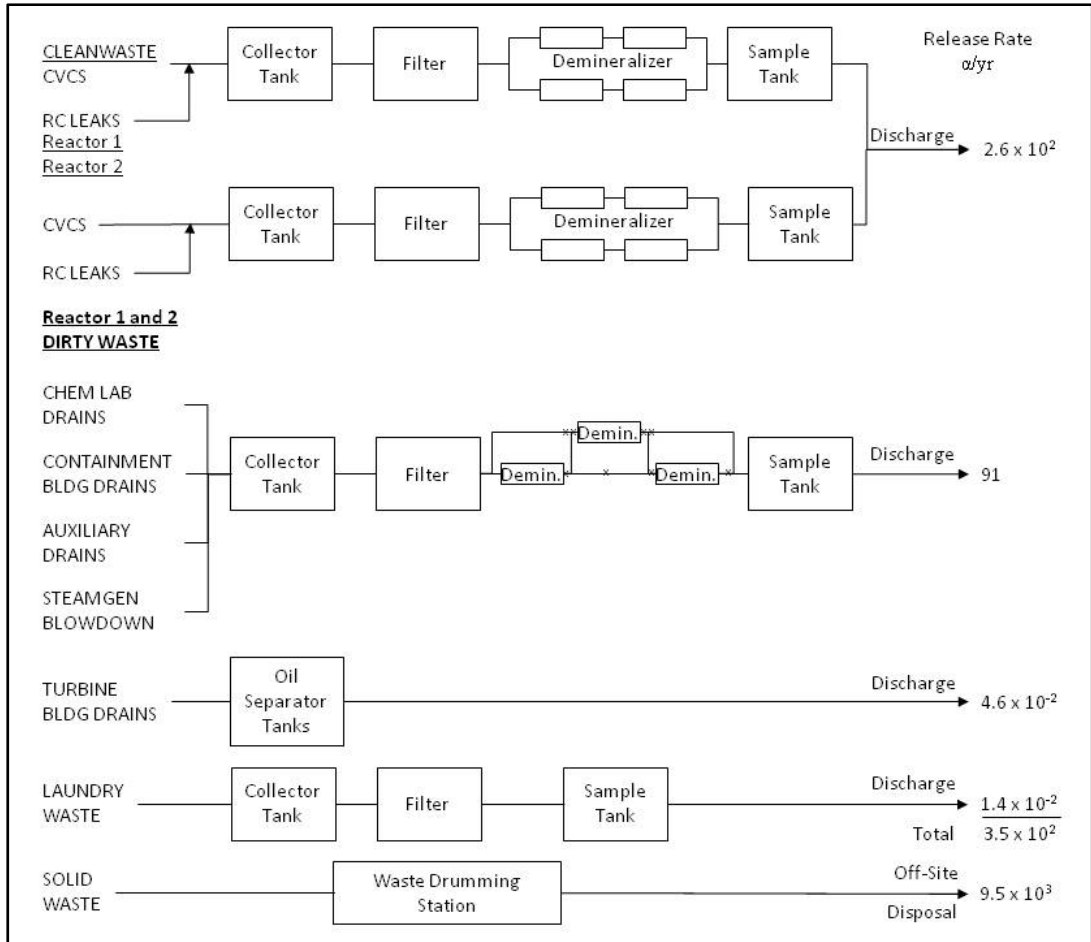 CLEANWASTE
CVCS
Collector
Tank
Filter
Demineralizer
Sample
Tank
Release Rate
α/yr
RC LEAKS
Reactor 1
Reactor 2
Discharge
2.6 x 10²
CVCS
Collector
Tank
Filter
Demineralizer
Sample
Tank
RC LEAKS
Reactor 1 and 2
DIRTY WASTE
CHEM LAB
DRAINS
CONTAINMENT
BLDG DRAINS
AUXILIARY
DRAINS
STEAMGEN
BLOWDOWN
Collector
Tank
Filter
Demin.
Demin.
Demin.
Sample
Tank
Discharge
91
TURBINE
BLDG DRAINS
Oil
Separator
Tanks
Discharge
4.6 x 10⁻²
LAUNDRY
WASTE
Collector
Tank
Filter
Sample
Tank
Discharge
1.4 x 10⁻²
Total 3.5 x 10²
SOLID
WASTE
Waste Drumming
Station
Off-Site
Disposal
9.5 x 10³